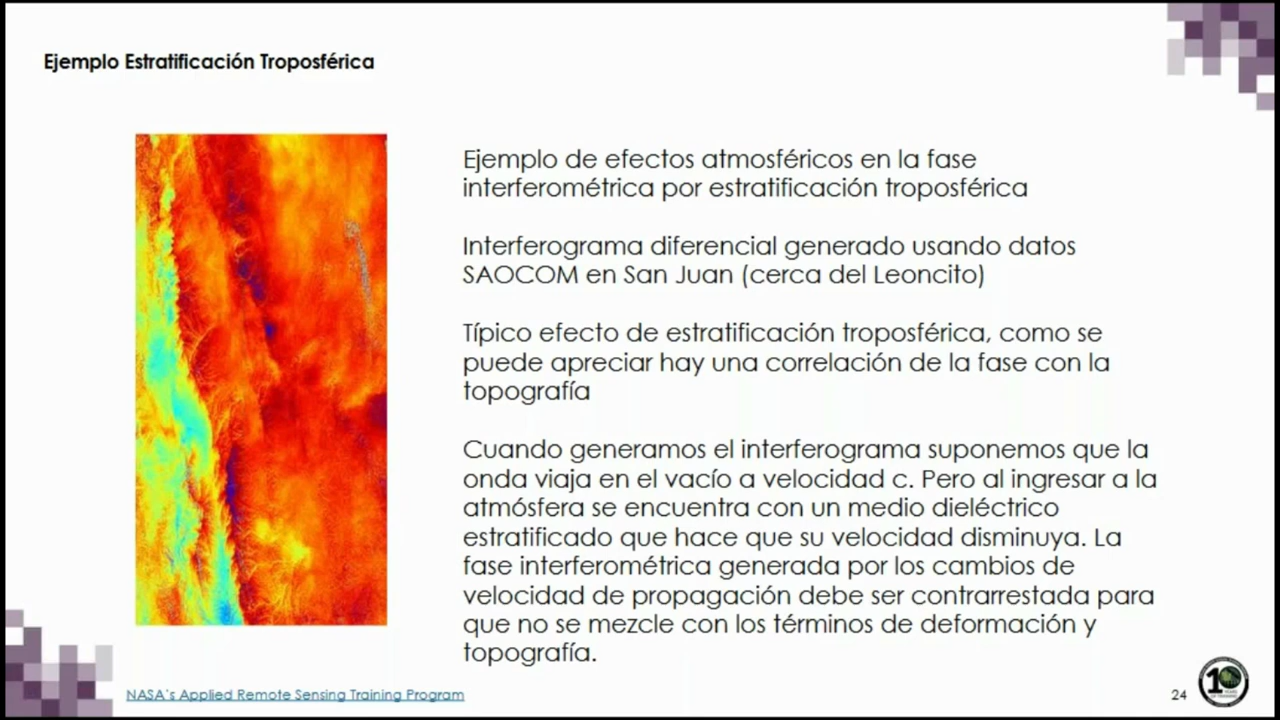 Ejemplo Estratificación Troposférica
Ejemplo de efectos atmosféricos en la fase
interferométrica por estratificación troposférica
Interferograma diferencial generado usando datos
SAOCOM en San Juan (cerca del Leoncito)
Típico efecto de estratificación troposférica, como se
puede apreciar hay una correlación de la fase con la
topografía
Cuando generamos el interferograma suponemos que la
onda viaja en el vacío a velocidad c. Pero al ingresar a la
atmósfera se encuentra con un medio dieléctrico
estratificado que hace que su velocidad disminuya. La
fase interferométrica generada por los cambios de
velocidad de propagación debe ser contrarrestada para
que no se mezcle con los términos de deformación y
topografía.
NASA's Applied Remote Sensing Training Program
24
10